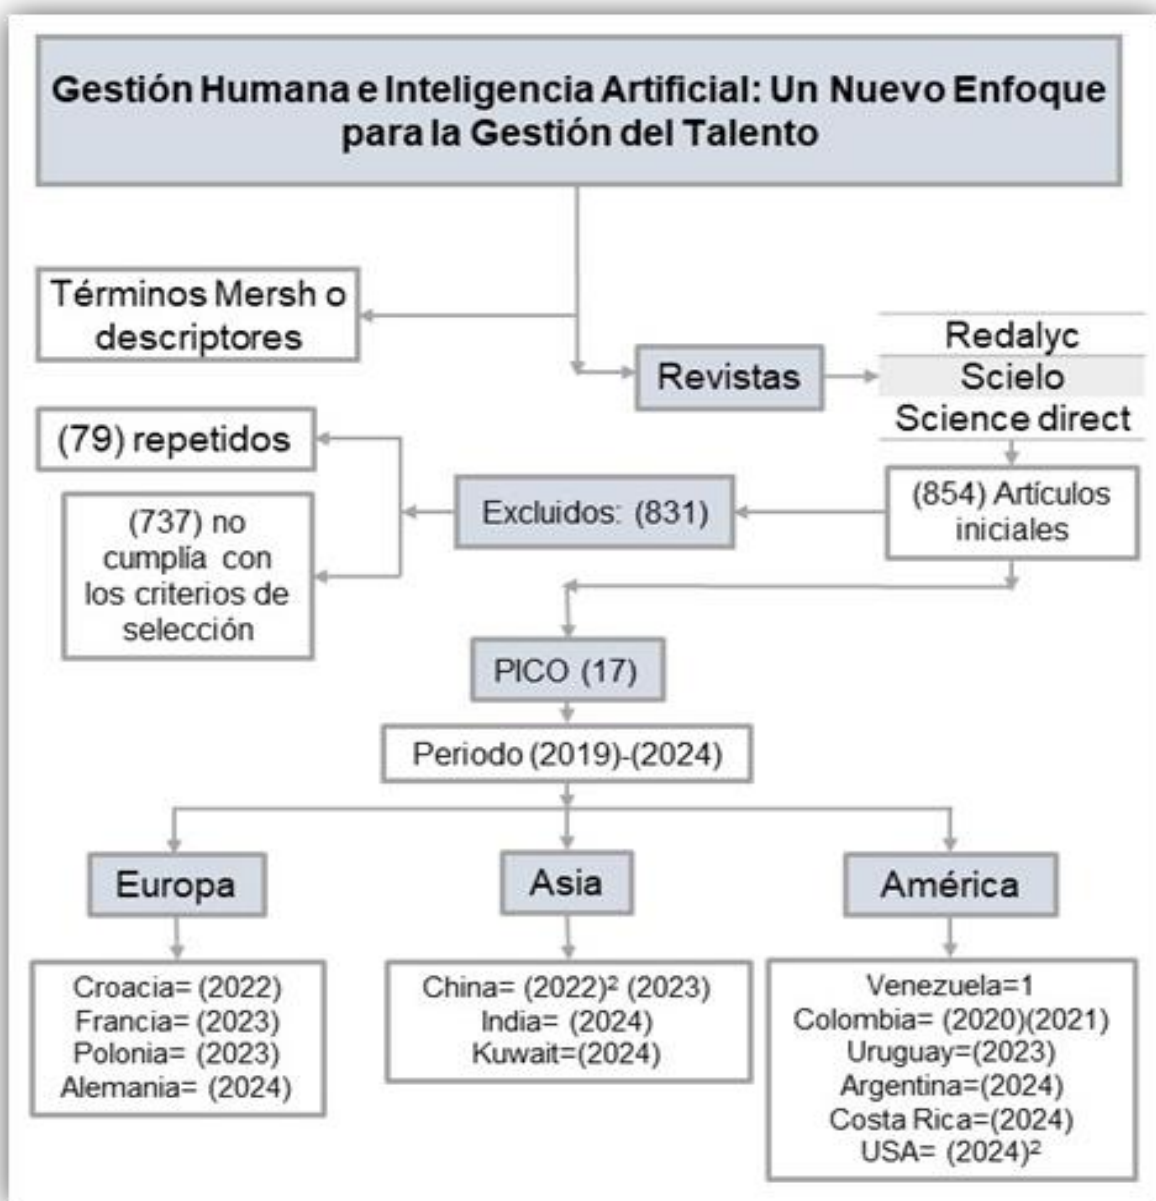 Gestión Humana e Inteligencia Artificial: Un Nuevo Enfoque
para la Gestión del Talento
Términos Mersh o
descriptores
Revistas
Redalyc
Scielo
Science direct
(79) repetidos
(737) no
cumplía con
los criterios de
selección
Excluidos: (831)
(854) Artículos
iniciales
PICO (17)
Periodo (2019)-(2024)
Europa
Asia
América
Croacia= (2022)
Francia= (2023)
Polonia= (2023)
Alemania= (2024)
China= (2022)² (2023)
India= (2024)
Kuwait=(2024)
Venezuela=1
Colombia= (2020)(2021)
Uruguay=(2023)
Argentina=(2024)
Costa Rica=(2024)
USA= (2024)²